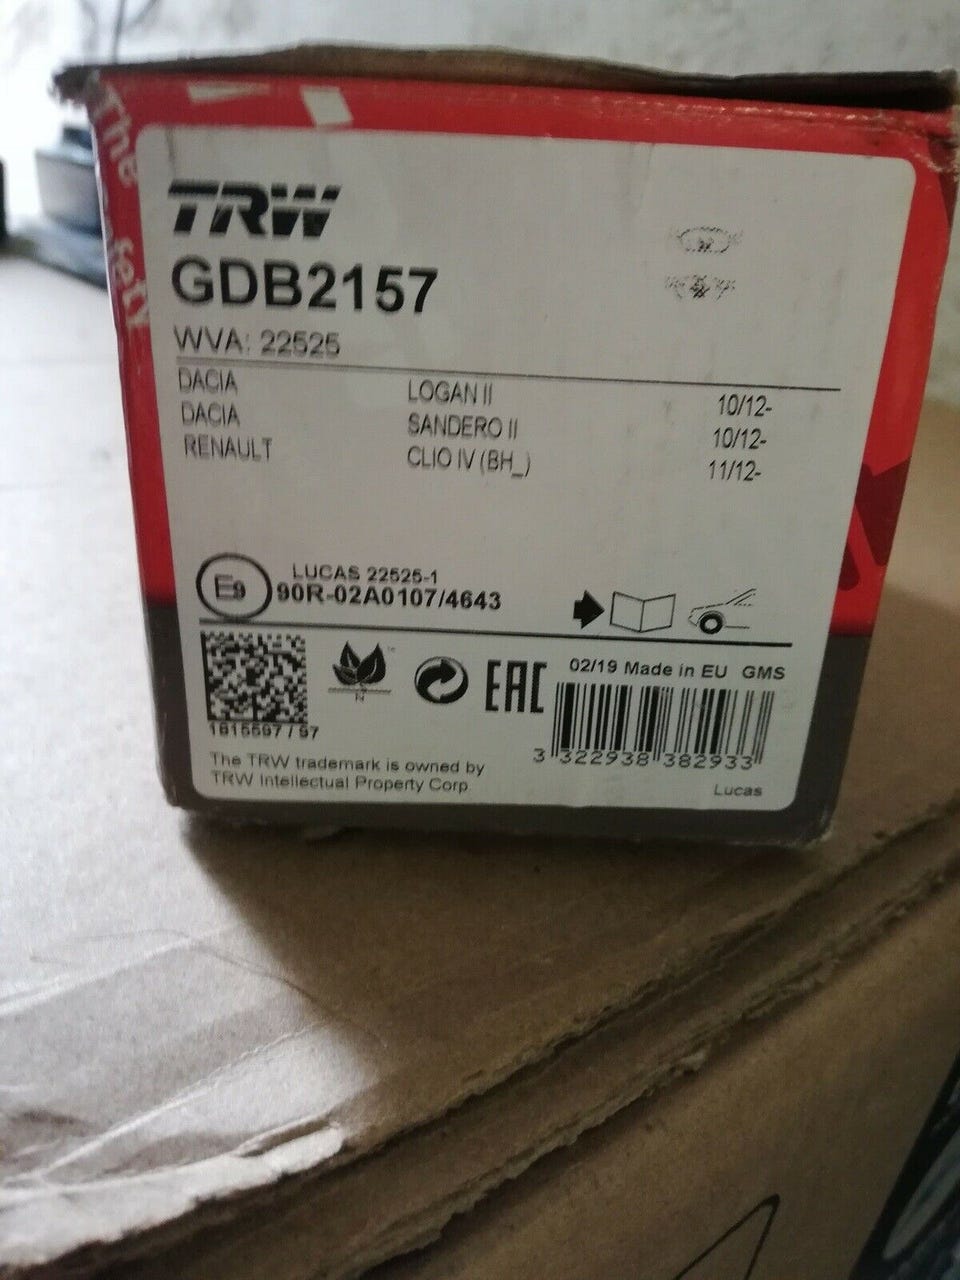 The
fety
TRW
GDB2157
WVA: 22525
DACIA LOGAN II 10/12-
DACIA SANDERO II 10/12-
RENAULT CLIO IV (BH_) 11/12-
LUCAS 22525-1
E9 90R-02A0107/4643
02/19 Made in EU GMS
EAC
N
1815597 / 97
3 322938 382933
The TRW trademark is owned by
TRW Intellectual Property Corp.
Lucas